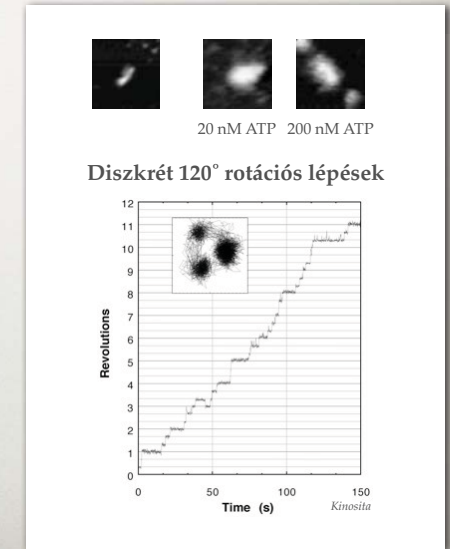 20 nM ATP 200 nM ATP
Diszkrét 120° rotációs lépések
12
11
10
9
8
7
6
5
4
3
2
1
0
Revolutions
0 50 100 150
Time (s)
Kinosita